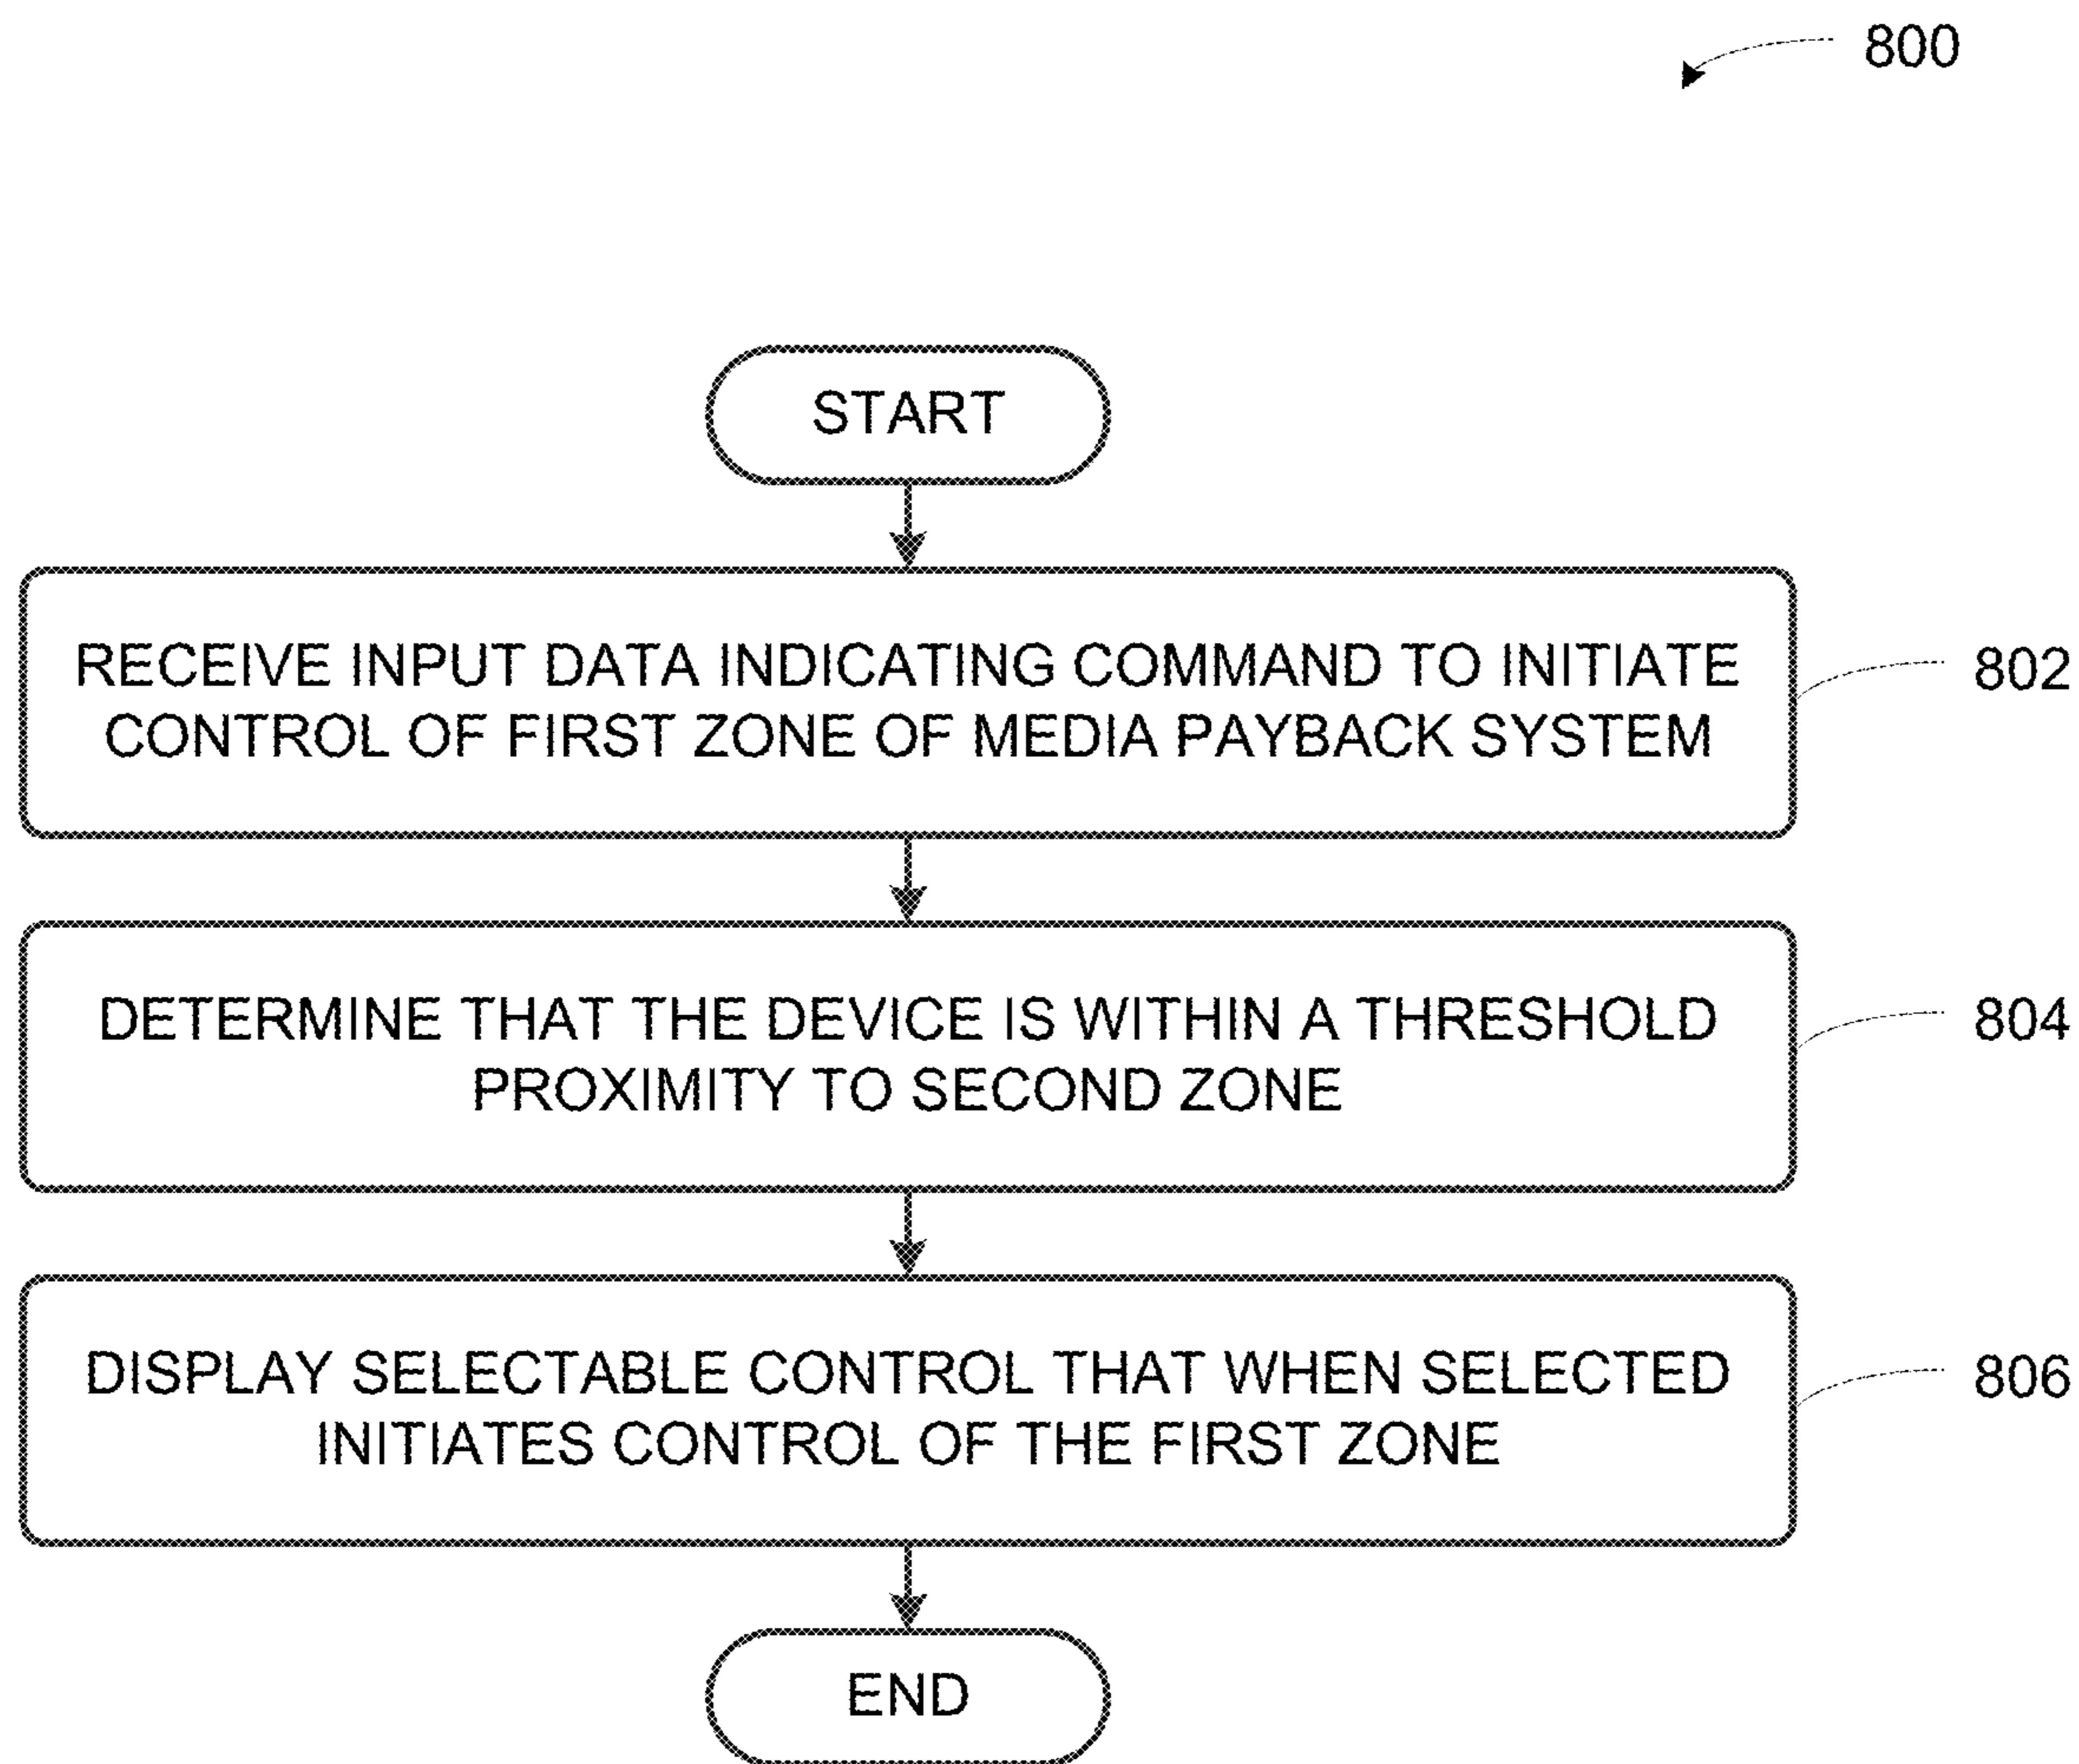 800
START
RECEIVE INPUT DATA INDICATING COMMAND TO INITIATE
CONTROL OF FIRST ZONE OF MEDIA PAYBACK SYSTEM
802
DETERMINE THAT THE DEVICE IS WITHIN A THRESHOLD
PROXIMITY TO SECOND ZONE
804
DISPLAY SELECTABLE CONTROL THAT WHEN SELECTED
INITIATES CONTROL OF THE FIRST ZONE
806
END